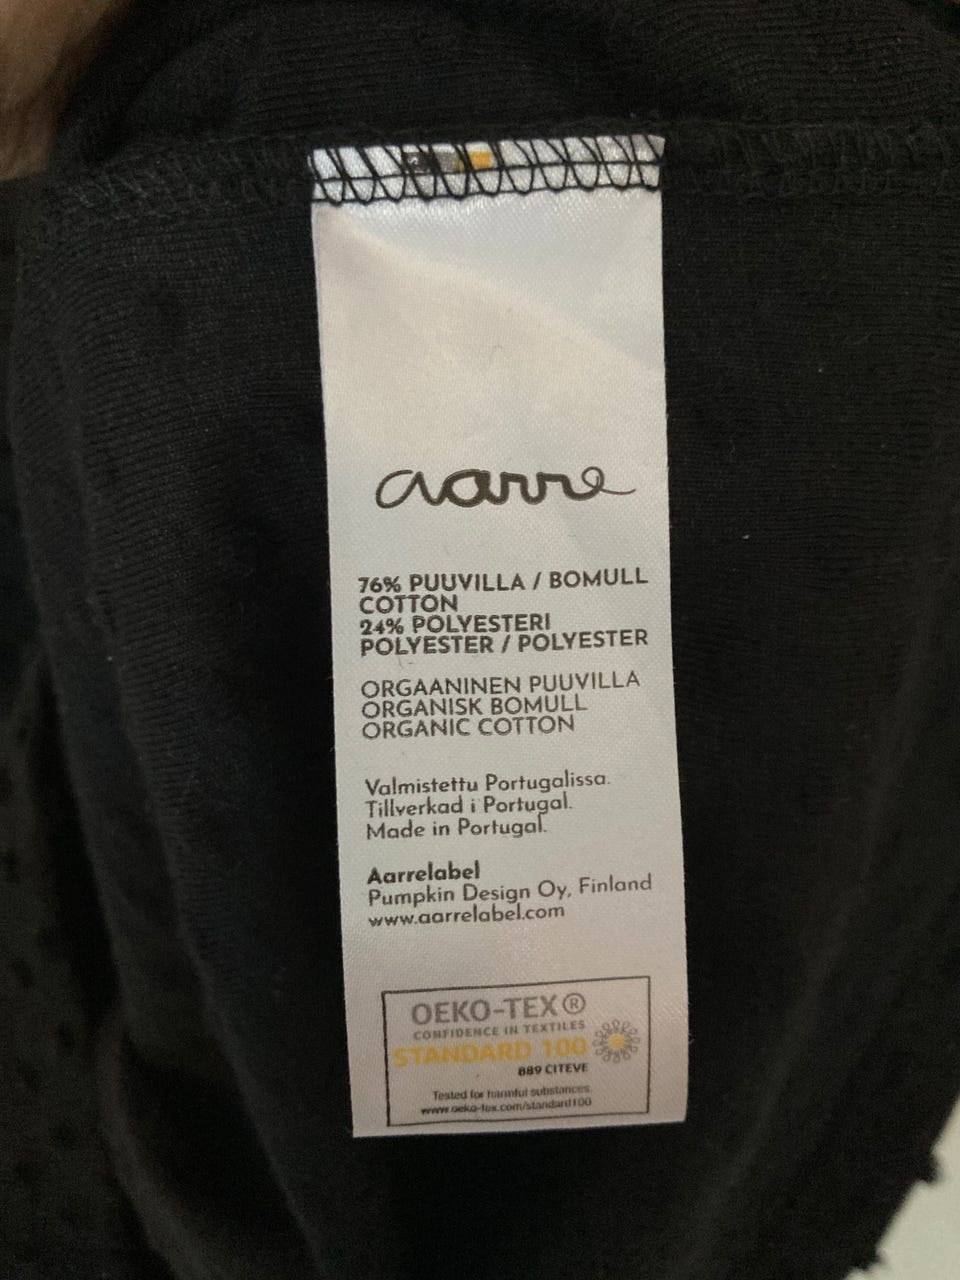 aarre
76% PUUVILLA / BOMULL
COTTON
24% POLYESTERI
POLYESTER / POLYESTER
ORGAANINEN PUUVILLA
ORGANISK BOMULL
ORGANIC COTTON
Valmistettu Portugalissa.
Tillverkad i Portugal.
Made in Portugal.
Aarrelabel
Pumpkin Design Oy, Finland
www.aarrelabel.com
OEKO-TEX®
CONFIDENCE IN TEXTILES
STANDARD 100
889 CITEVE
Tested for harmful substances.
www.oeko-tex.com/standard100